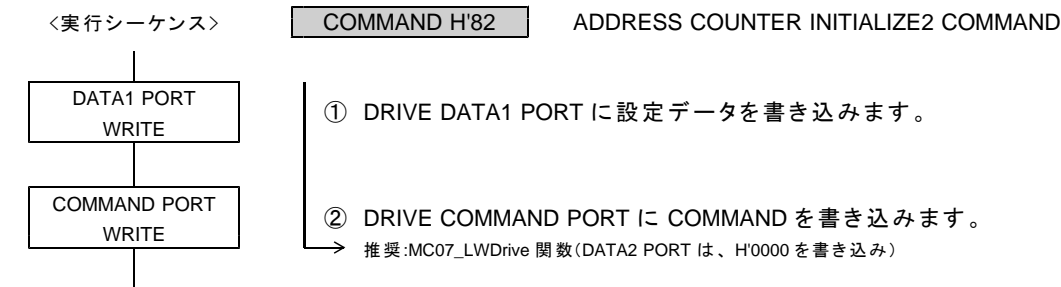 <実行シーケンス> COMMAND H'82 ADDRESS COUNTER INITIALIZE2 COMMAND
DATA1 PORT
WRITE
① DRIVE DATA1 PORT に設定データを書き込みます。
COMMAND PORT
WRITE
② DRIVE COMMAND PORT に COMMAND を書き込みます。
推奨:MC07_LWDrive 関数(DATA2 PORT は、H'0000 を書き込み)